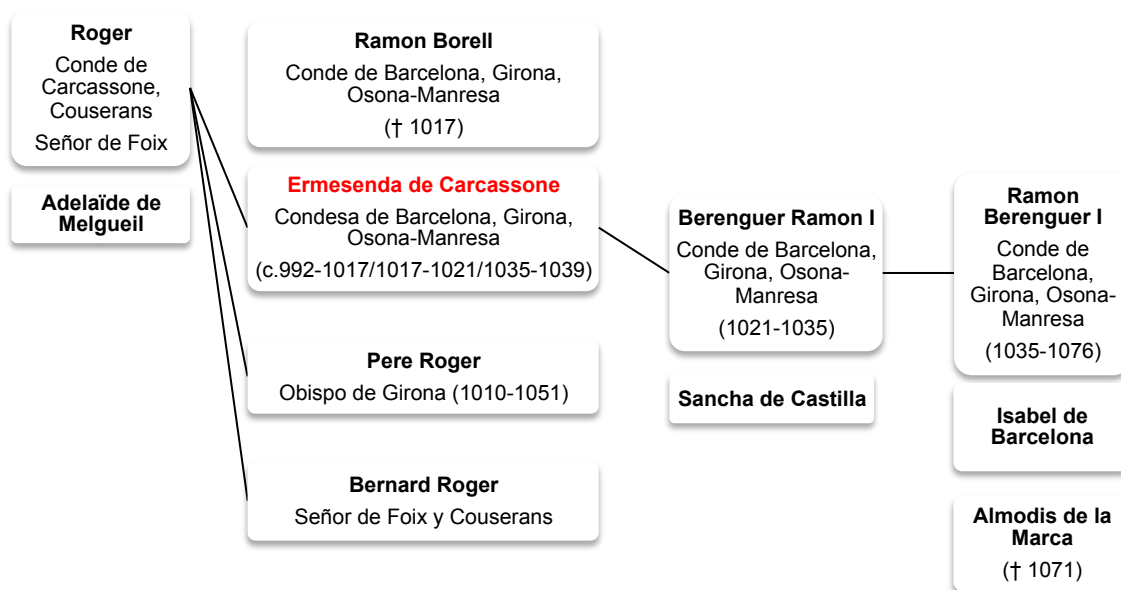 Roger
Conde de
Carcassone,
Couserans
Señor de Foix
Adelaïde de
Melgueil
Ramon Borell
Conde de Barcelona, Girona,
Osona-Manresa
(† 1017)
Ermesenda de Carcassone
Condesa de Barcelona, Girona,
Osona-Manresa
(c.992-1017/1017-1021/1035-1039)
Pere Roger
Obispo de Girona (1010-1051)
Bernard Roger
Señor de Foix y Couserans
Berenguer Ramon I
Conde de Barcelona,
Girona, Osona-
Manresa
(1021-1035)
Sancha de Castilla
Ramon
Berenguer I
Conde de
Barcelona,
Girona, Osona-
Manresa
(1035-1076)
Isabel de
Barcelona
Almodis de la
Marca
(† 1071)